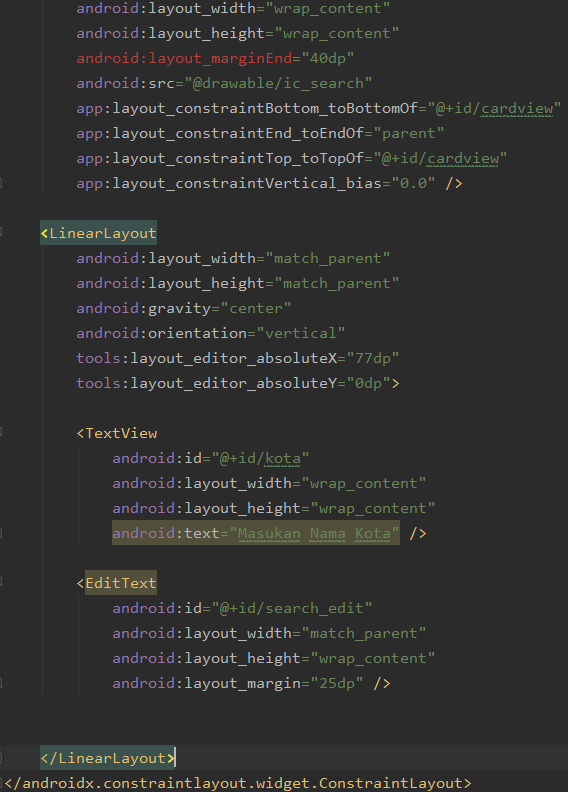 android:layout_width="wrap_content"
android:layout_height="wrap_content"
android:layout_marginEnd="40dp"
android:src="@drawable/ic_search"
app:layout_constraintBottom_toBottomOf="@+id/cardview"
app:layout_constraintEnd_toEndOf="parent"
app:layout_constraintTop_toTopOf="@+id/cardview"
app:layout_constraintVertical_bias="0.0" />
<LinearLayout
android:layout_width="match_parent"
android:layout_height="match_parent"
android:gravity="center"
android:orientation="vertical"
tools:layout_editor_absoluteX="77dp"
tools:layout_editor_absoluteY="0dp">
<TextView
android:id="@+id/kota"
android:layout_width="wrap_content"
android:layout_height="wrap_content"
android:text="Masukan Nama Kota" />
<EditText
android:id="@+id/search_edit"
android:layout_width="match_parent"
android:layout_height="wrap_content"
android:layout_margin="25dp" />
</LinearLayout>
</androidx.constraintlayout.widget.ConstraintLayout>